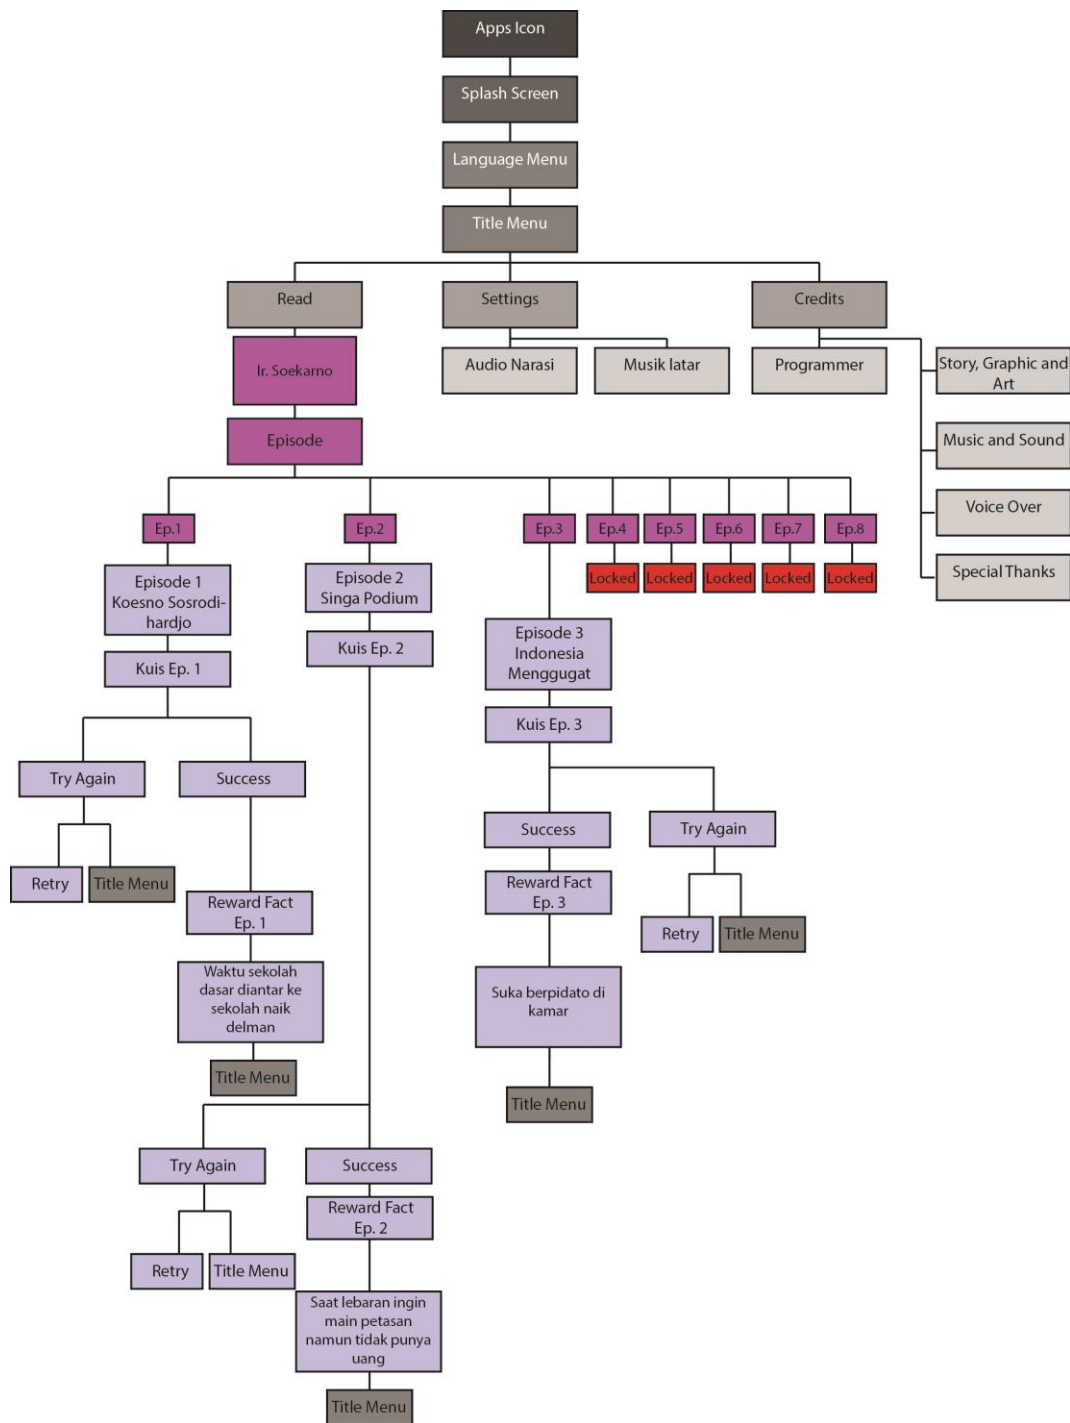 Apps Icon
Splash Screen
Language Menu
Title Menu
Read
Settings
Credits
Ir. Soekarno
Audio Narasi
Musik latar
Programmer
Story, Graphic and
Art
Episode
Music and Sound
Voice Over
Special Thanks
Ep.1
Ep.2
Ep.3
Ep.4
Ep.5
Ep.6
Ep.7
Ep.8
Locked
Locked
Locked
Locked
Locked
Episode 1
Koesno Sosrodi-
hardjo
Kuis Ep. 1
Try Again
Success
Retry
Title Menu
Reward Fact
Ep. 1
Waktu sekolah
dasar diantar ke
sekolah naik
delman
Title Menu
Episode 2
Singa Podium
Kuis Ep. 2
Try Again
Success
Retry
Title Menu
Reward Fact
Ep. 2
Saat lebaran ingin
main petasan
namun tidak punya
uang
Title Menu
Episode 3
Indonesia
Menggugat
Kuis Ep. 3
Success
Try Again
Reward Fact
Ep. 3
Retry
Title Menu
Suka berpidato di
kamar
Title Menu